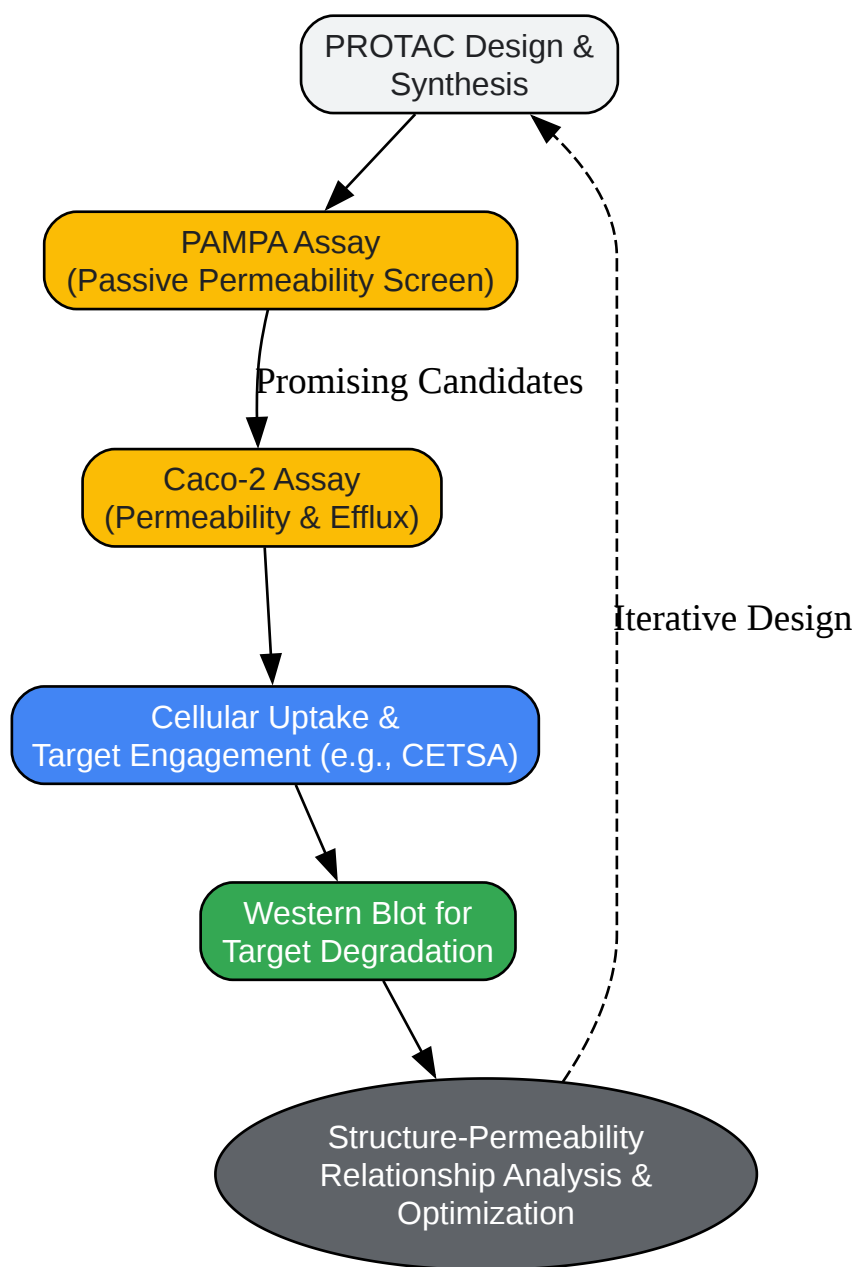 PROTAC Design &
Synthesis
PAMPA Assay
(Passive Permeability Screen)
Promising Candidates
Caco-2 Assay
(Permeability & Efflux)
Iterative Design
Cellular Uptake &
Target Engagement (e.g., CETSA)
Western Blot for
Target Degradation
Structure-Permeability
Relationship Analysis &
Optimization